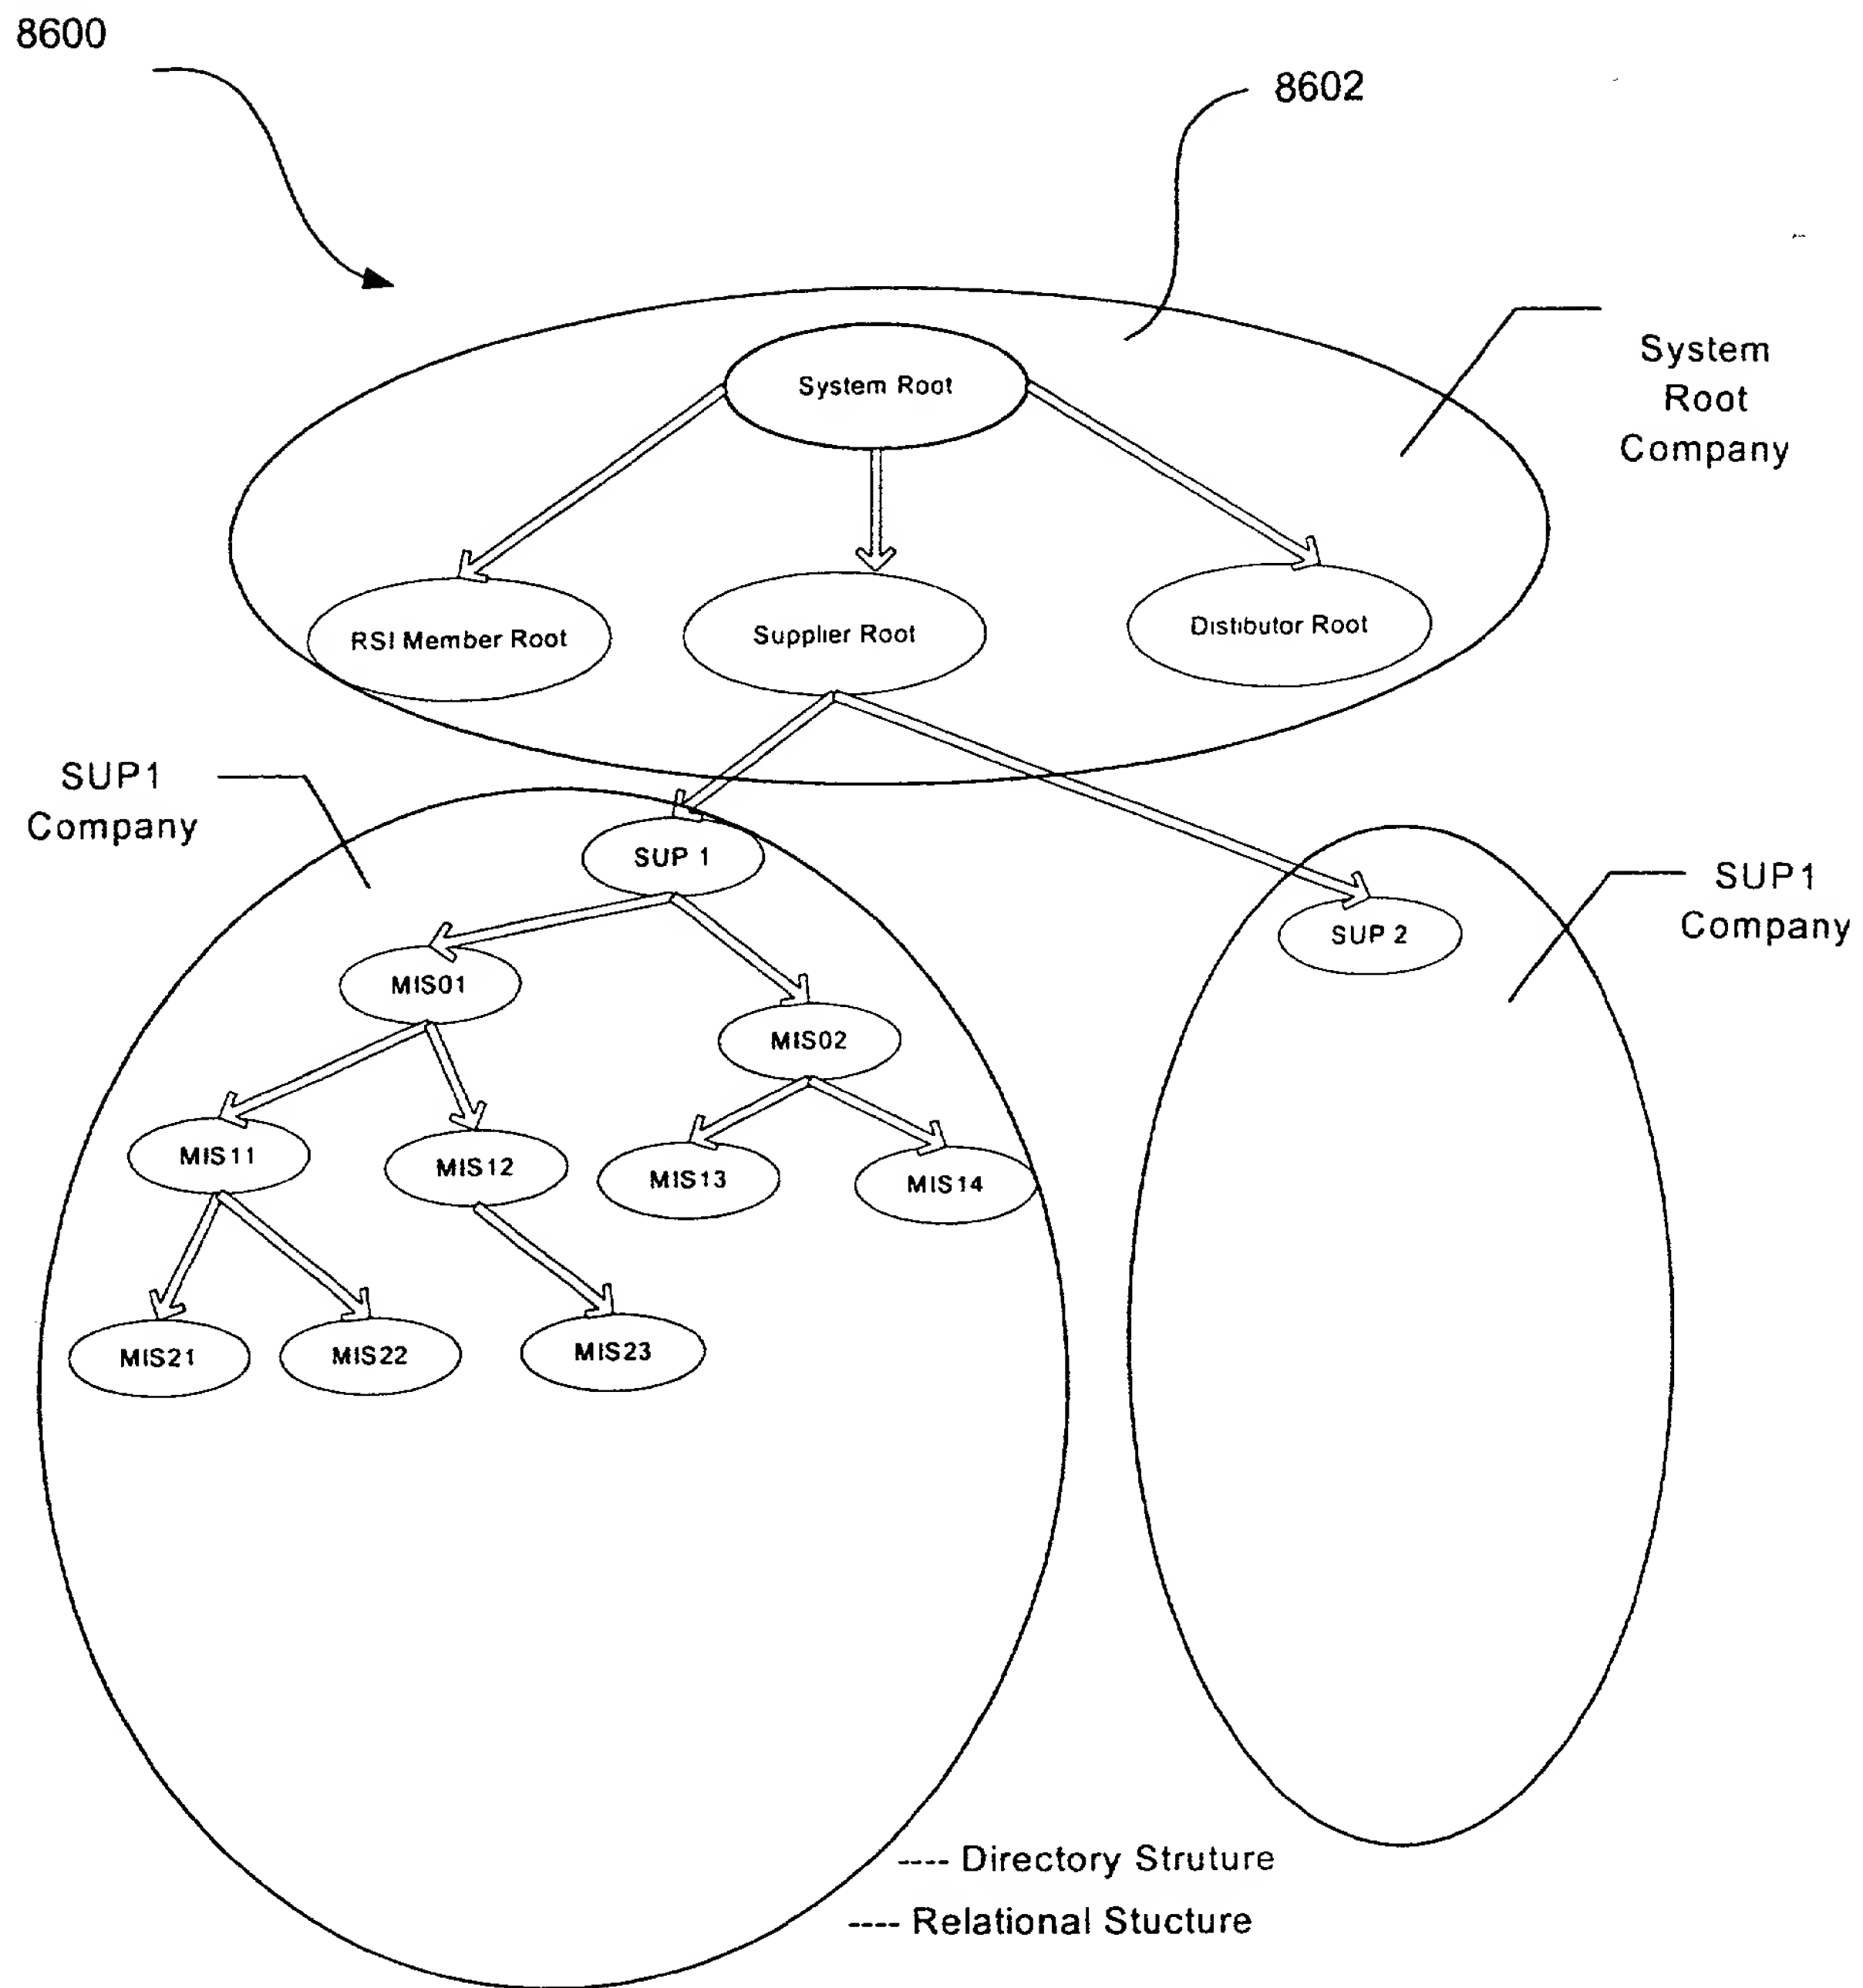 8600
8602
System
Root
Company
System Root
RSI Member Root
Supplier Root
Distibutor Root
SUP1
Company
SUP 1
SUP1
Company
SUP 2
MIS01
MIS02
MIS11
MIS12
MIS13
MIS14
MIS21
MIS22
MIS23
---- Directory Struture
---- Relational Stucture